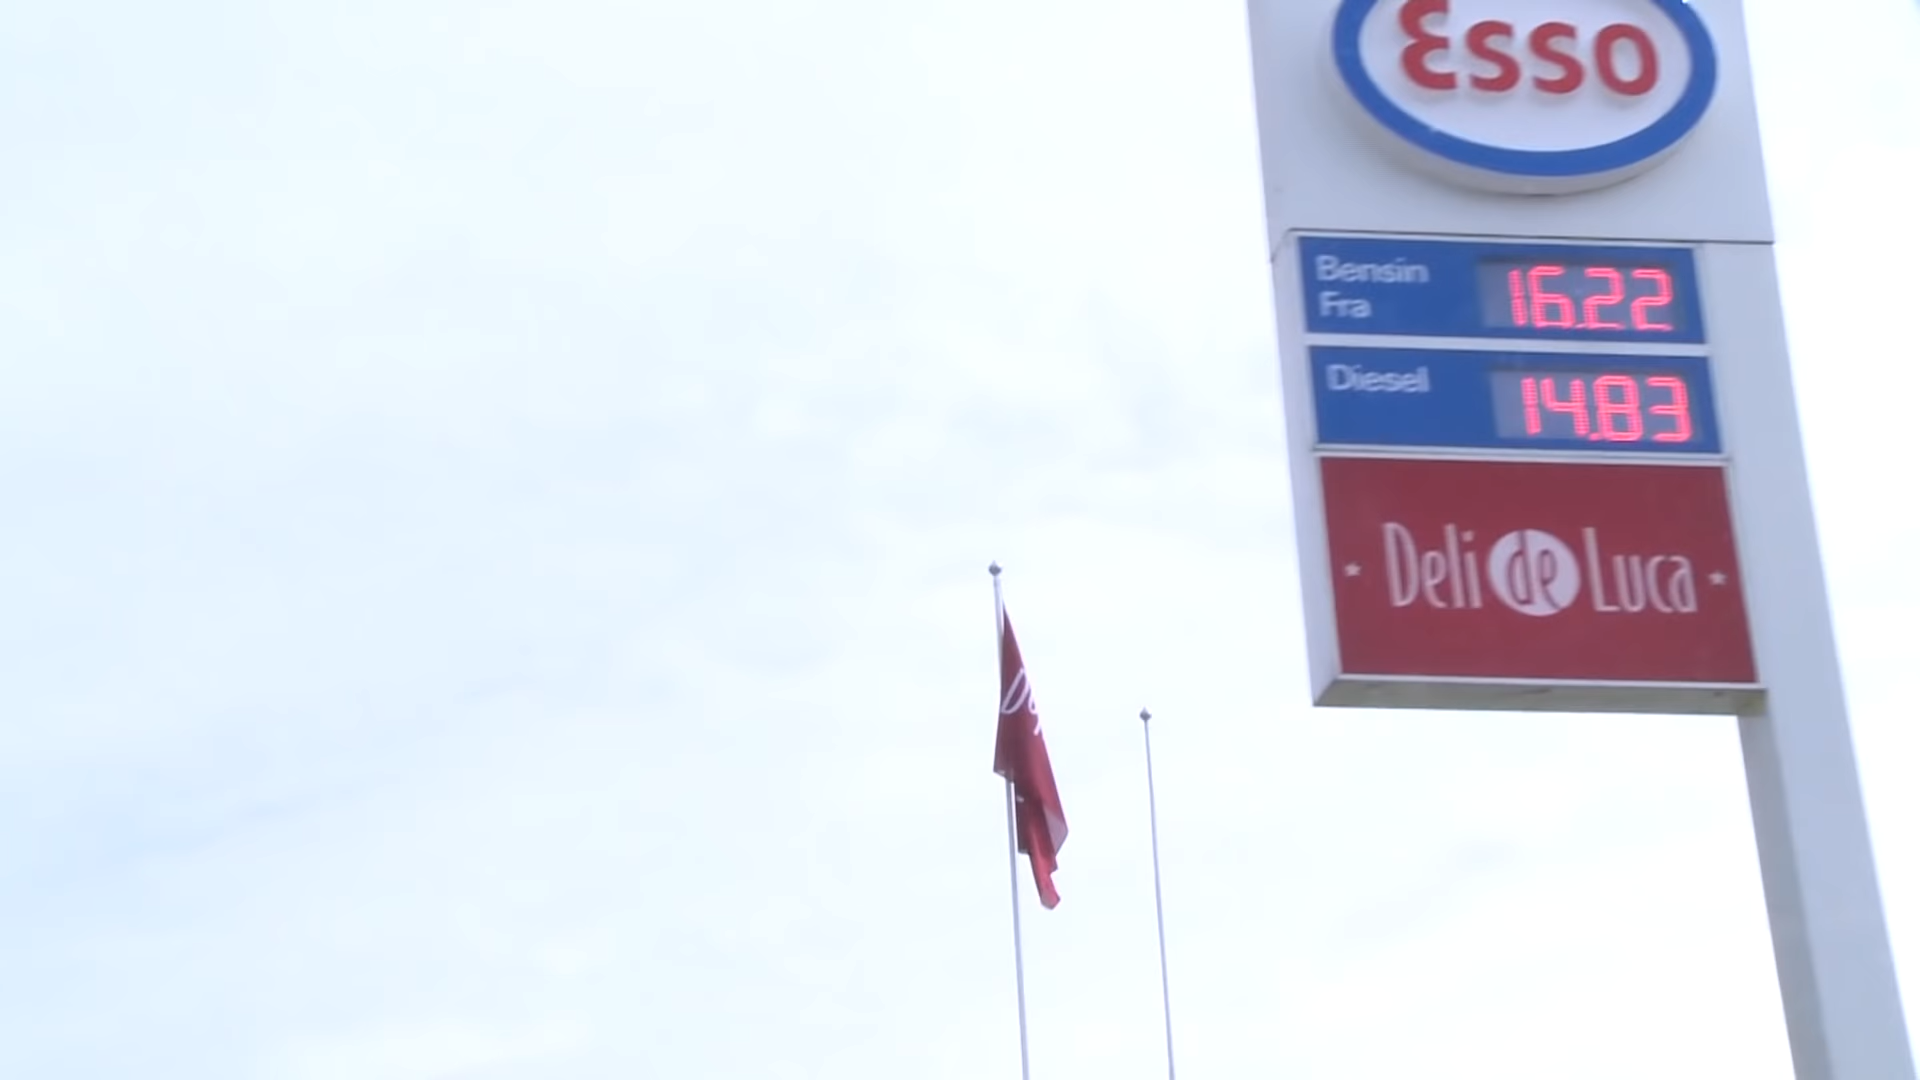 Esso
Bensin 16.22
Fra
Diesel 14.83
Deli de Luca